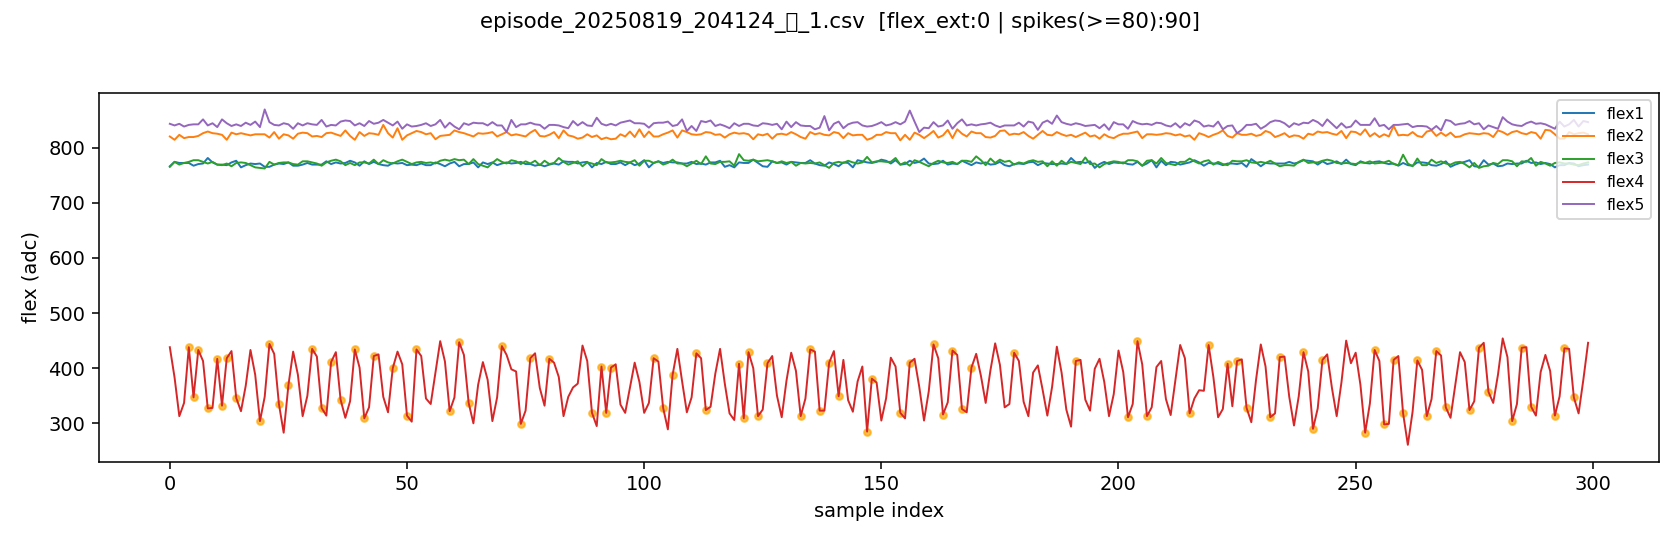 episode_20250819_204124_▯_1.csv [flex_ext:0 | spikes(>=80):90]
flex1
flex2
flex3
flex4
flex5
800
700
600
500
400
300
flex (adc)
0
50
100
150
200
250
300
sample index